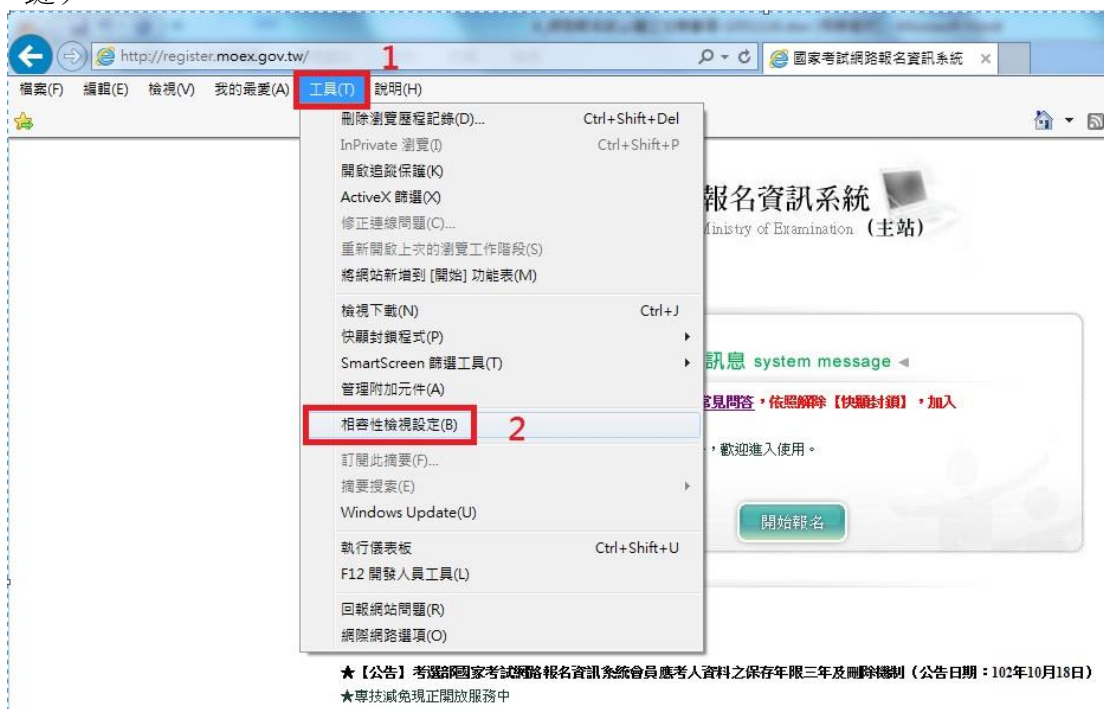 http://register.moex.gov.tw/
1
國家考試網路報名資訊系統
檔案(F) 編輯(E) 檢視(V) 我的最愛(A) 工具(T) 說明(H)
刪除瀏覽歷程記錄(D)... Ctrl+Shift+Del
InPrivate 瀏覽(I) Ctrl+Shift+P
開啟追蹤保護(K)
ActiveX 篩選(X)
修正連線問題(C)...
重新開啟上次的瀏覽工作階段(S)
將網站新增到 [開始] 功能表(M)
報名資訊系統
Ministry of Examination (主站)
檢視下載(N) Ctrl+J
快顯封鎖程式(P)
SmartScreen 篩選工具(T)
管理附加元件(A)
訊息 system message
常見問答,依照解除【快顯封鎖】,加入
相容性檢視設定(B) 2
,歡迎進入使用。
訂閱此摘要(F)...
摘要搜索(E)
Windows Update(U)
開始報名
執行儀表板 Ctrl+Shift+U
F12 開發人員工具(L)
回報網站問題(R)
網際網路選項(O)
★【公告】考選部國家考試網路報名資訊系統會員應考人資料之保存年限三年及刪除機制(公告日期:102年10月18日)
★專技減免現正開放服務中